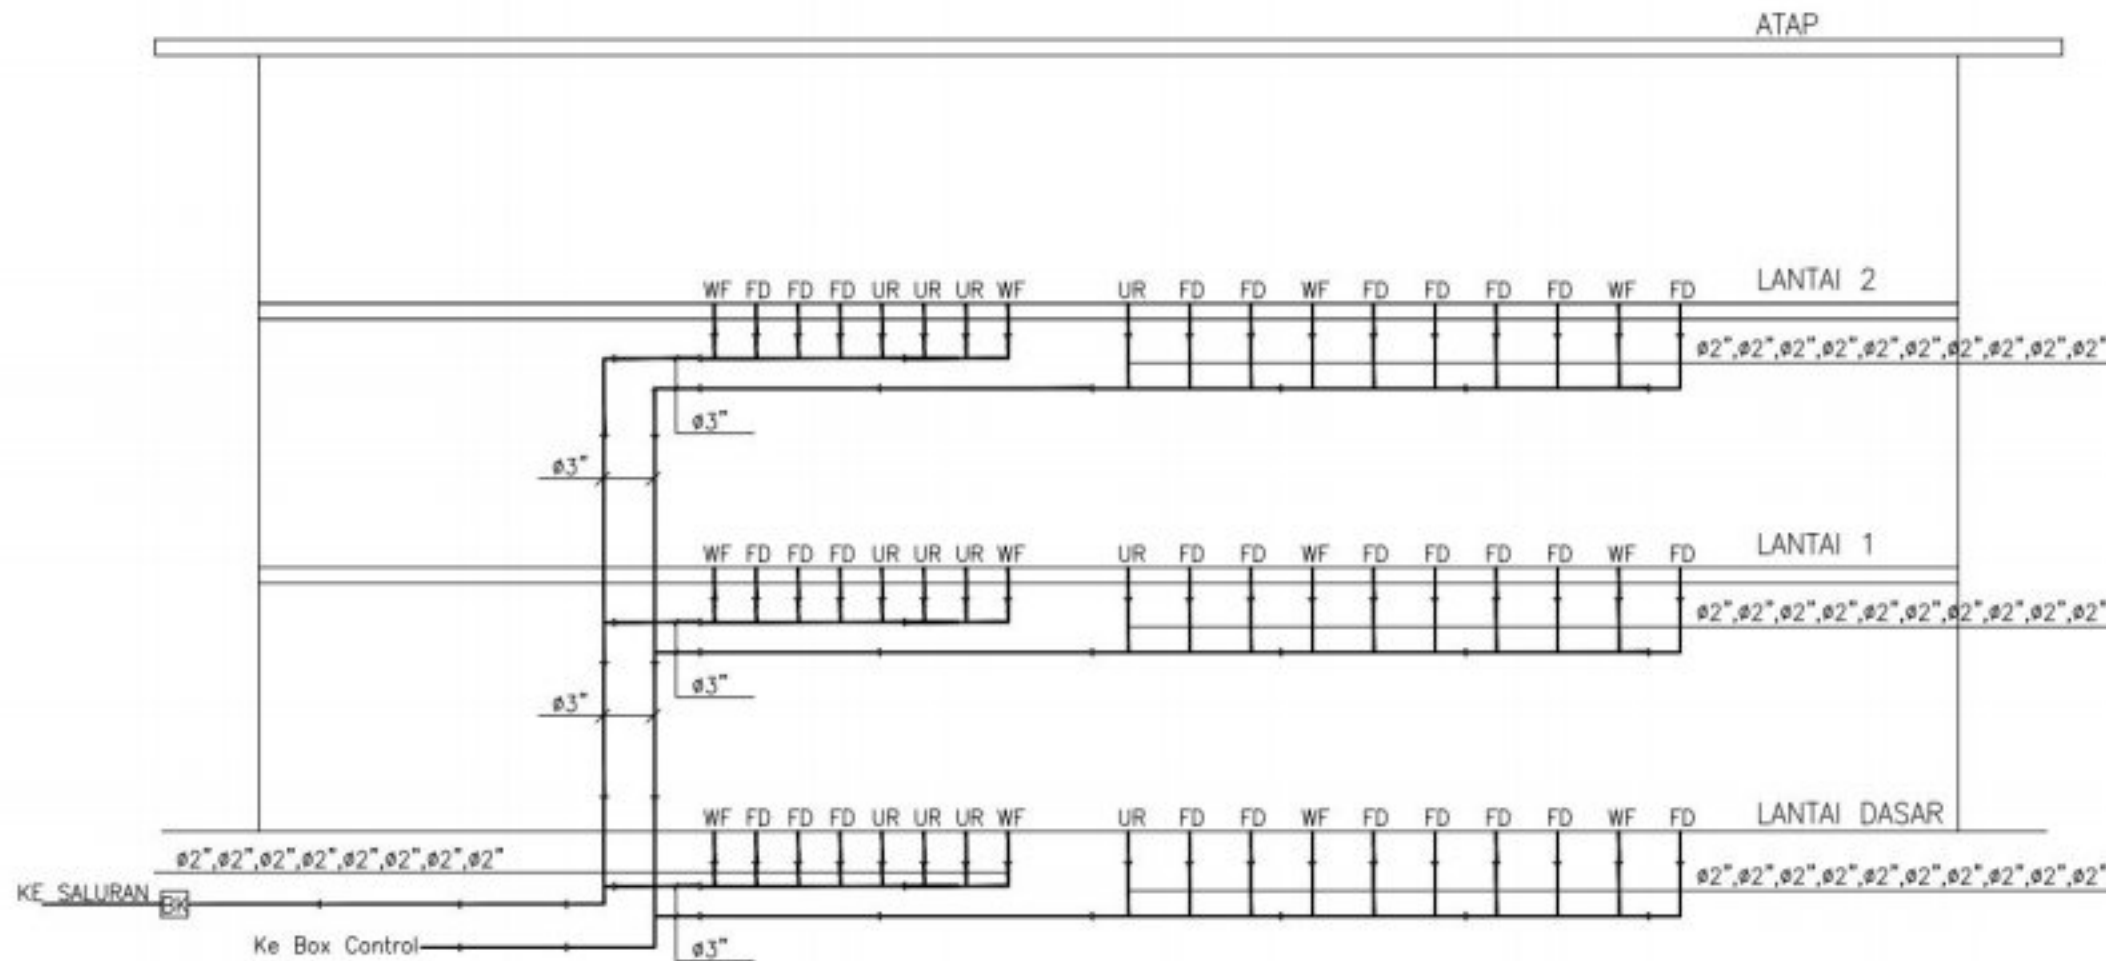 ATAP
WF FD FD FD UR UR UR WF UR FD FD WF FD FD FD FD WF FD LANTAI 2
ø2",ø2",ø2",ø2",ø2",ø2",ø2",ø2",ø2",ø2"
ø3"
ø3"
WF FD FD FD UR UR UR WF UR FD FD WF FD FD FD FD WF FD LANTAI 1
ø2",ø2",ø2",ø2",ø2",ø2",ø2",ø2",ø2",ø2"
ø3"
ø3"
WF FD FD FD UR UR UR WF UR FD FD WF FD FD FD FD WF FD LANTAI DASAR
ø2",ø2",ø2",ø2",ø2",ø2",ø2",ø2"
ø2",ø2",ø2",ø2",ø2",ø2",ø2",ø2",ø2",ø2"
KE SALURAN BK
Ke Box Control
ø3"